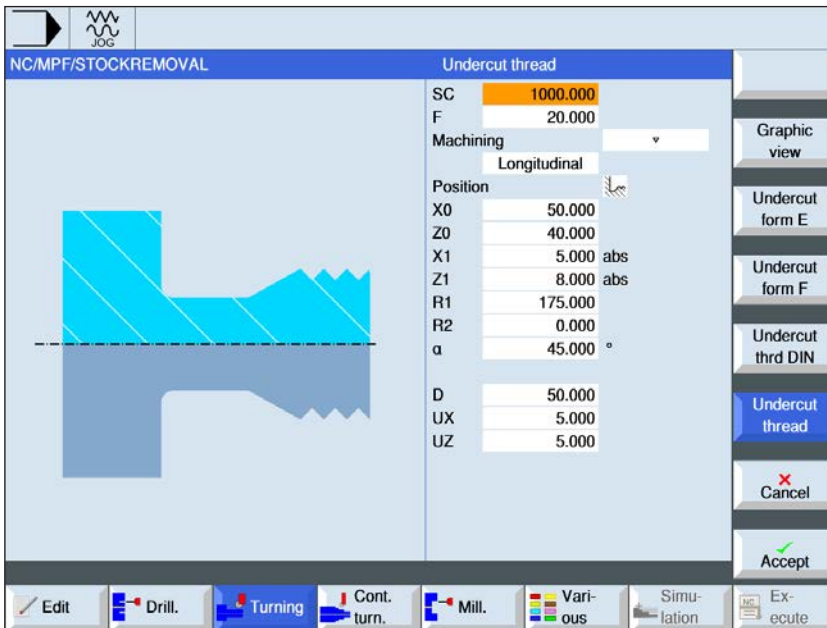 JOG
NC/MPF/STOCKREMOVAL
Undercut thread
SC 1000.000
F 20.000
Machining ▿
Longitudinal
Position
X0 50.000
Z0 40.000
X1 5.000 abs
Z1 8.000 abs
R1 175.000
R2 0.000
α 45.000 °
D 50.000
UX 5.000
UZ 5.000
Graphic
view
Undercut
form E
Undercut
form F
Undercut
thrd DIN
Undercut
thread
Cancel
Accept
Edit
Drill.
Turning
Cont.
turn.
Mill.
Vari-
ous
Simu-
lation
NC
Ex-
ecute